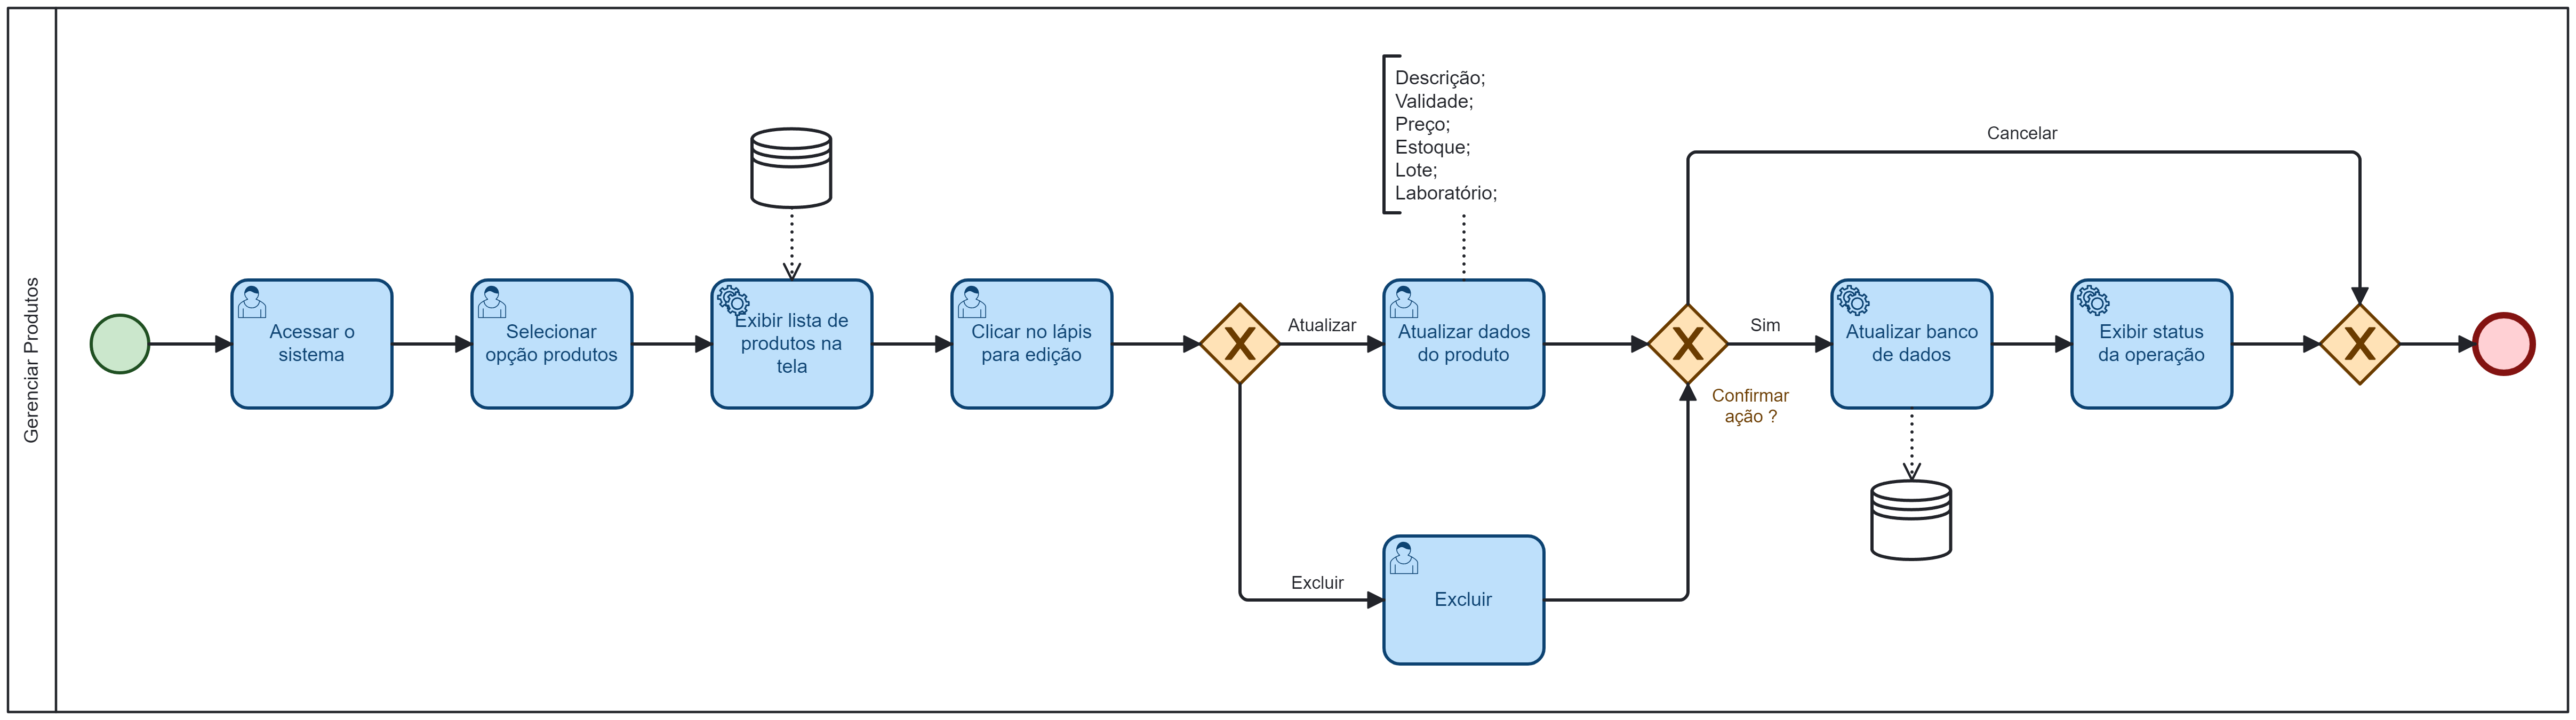 Gerenciar Produtos
Acessar o
sistema
Selecionar
opção produtos
Exibir lista de
produtos na
tela
Clicar no lápis
para edição
Atualizar
Excluir
Descrição;
Validade;
Preço;
Estoque;
Lote;
Laboratório;
Atualizar dados
do produto
Excluir
Confirmar
ação ?
Cancelar
Sim
Atualizar banco
de dados
Exibir status
da operação